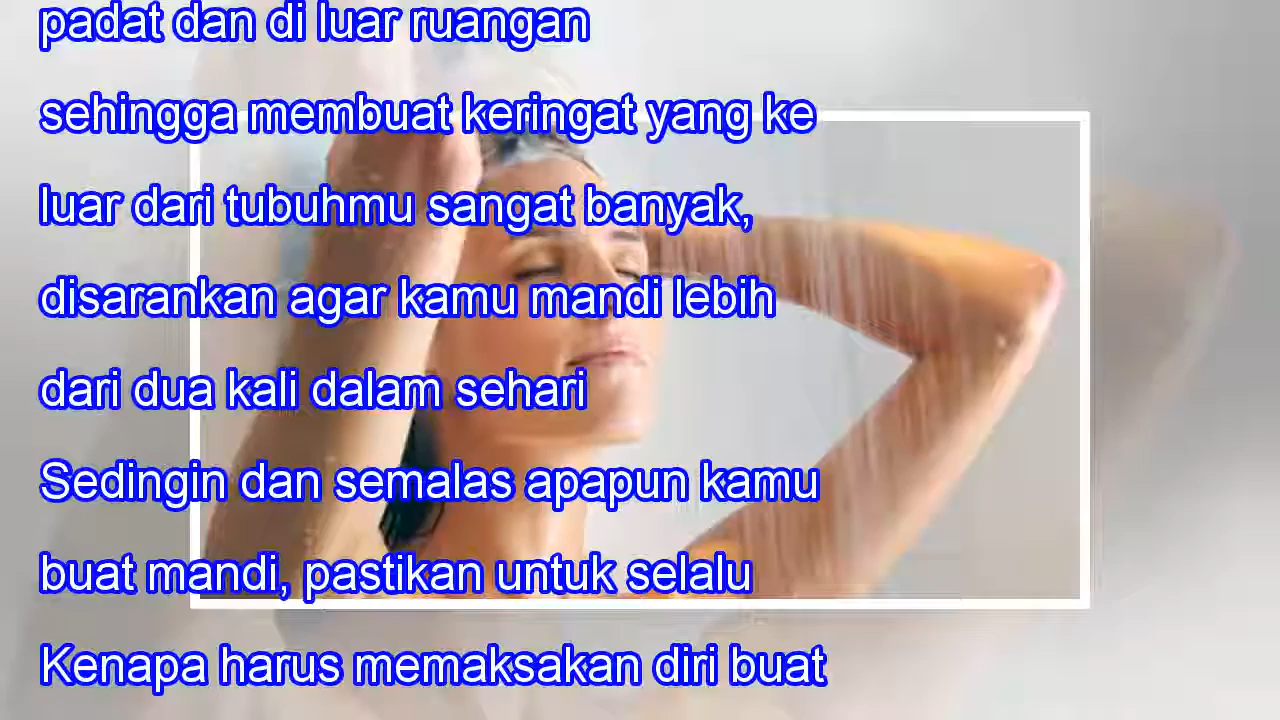 padat dan di luar ruangan
sehingga membuat keringat yang ke
luar dari tubuhmu sangat banyak,
disarankan agar kamu mandi lebih
dari dua kali dalam sehari
Sedingin dan semalas apapun kamu
buat mandi, pastikan untuk selalu
Kenapa harus memaksakan diri buat